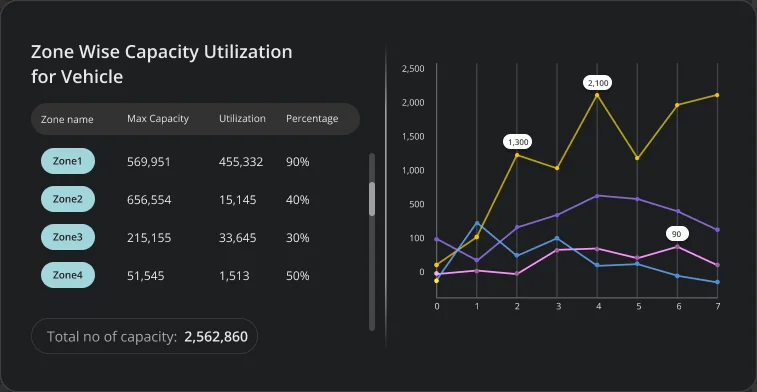 Zone Wise Capacity Utilization
for Vehicle
Zone name Max Capacity Utilization Percentage
Zone1 569,951 455,332 90%
Zone2 656,554 15,145 40%
Zone3 215,155 33,645 30%
Zone4 51,545 1,513 50%
Total no of capacity: 2,562,860
2,500
2,000
1,500
1,000
500
100
0
2,100
1,300
90
0 1 2 3 4 5 6 7